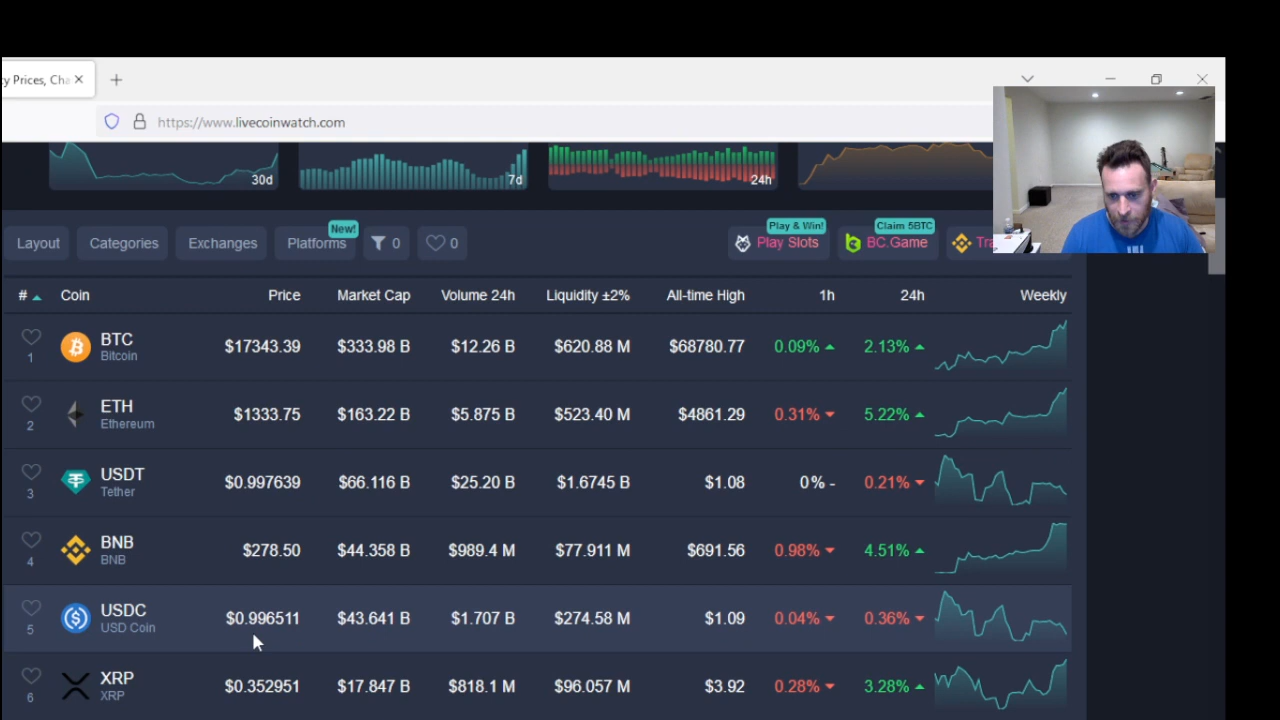 y Prices, Cha
https://www.livecoinwatch.com
30d
7d
24h
New!
Play & Win!
Claim 5BTC
Layout Categories Exchanges Platforms 0 0 Play Slots BC.Game
# Coin Price Market Cap Volume 24h Liquidity ±2% All-time High 1h 24h Weekly
BTC
1 Bitcoin $17343.39 $333.98 B $12.26 B $620.88 M $68780.77 0.09% 2.13%
ETH
2 Ethereum $1333.75 $163.22 B $5.875 B $523.40 M $4861.29 0.31% 5.22%
USDT
3 Tether $0.997639 $66.116 B $25.20 B $1.6745 B $1.08 0% - 0.21%
BNB
4 BNB $278.50 $44.358 B $989.4 M $77.911 M $691.56 0.98% 4.51%
USDC
5 USD Coin $0.996511 $43.641 B $1.707 B $274.58 M $1.09 0.04% 0.36%
XRP
6 XRP $0.352951 $17.847 B $818.1 M $96.057 M $3.92 0.28% 3.28%